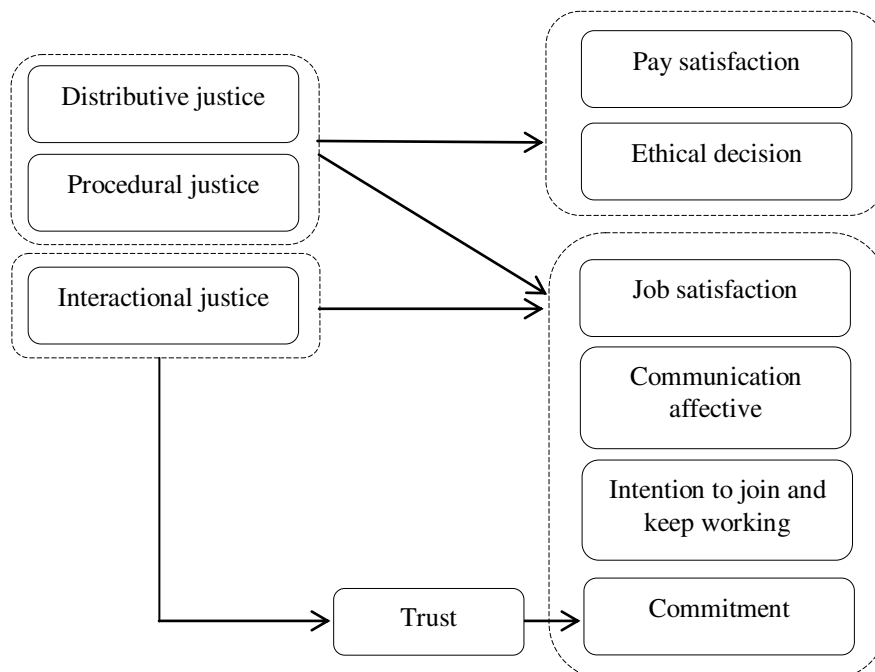 Distributive justice
Procedural justice
Interactional justice
Pay satisfaction
Ethical decision
Job satisfaction
Communication
affective
Intention to join and
keep working
Trust
Commitment